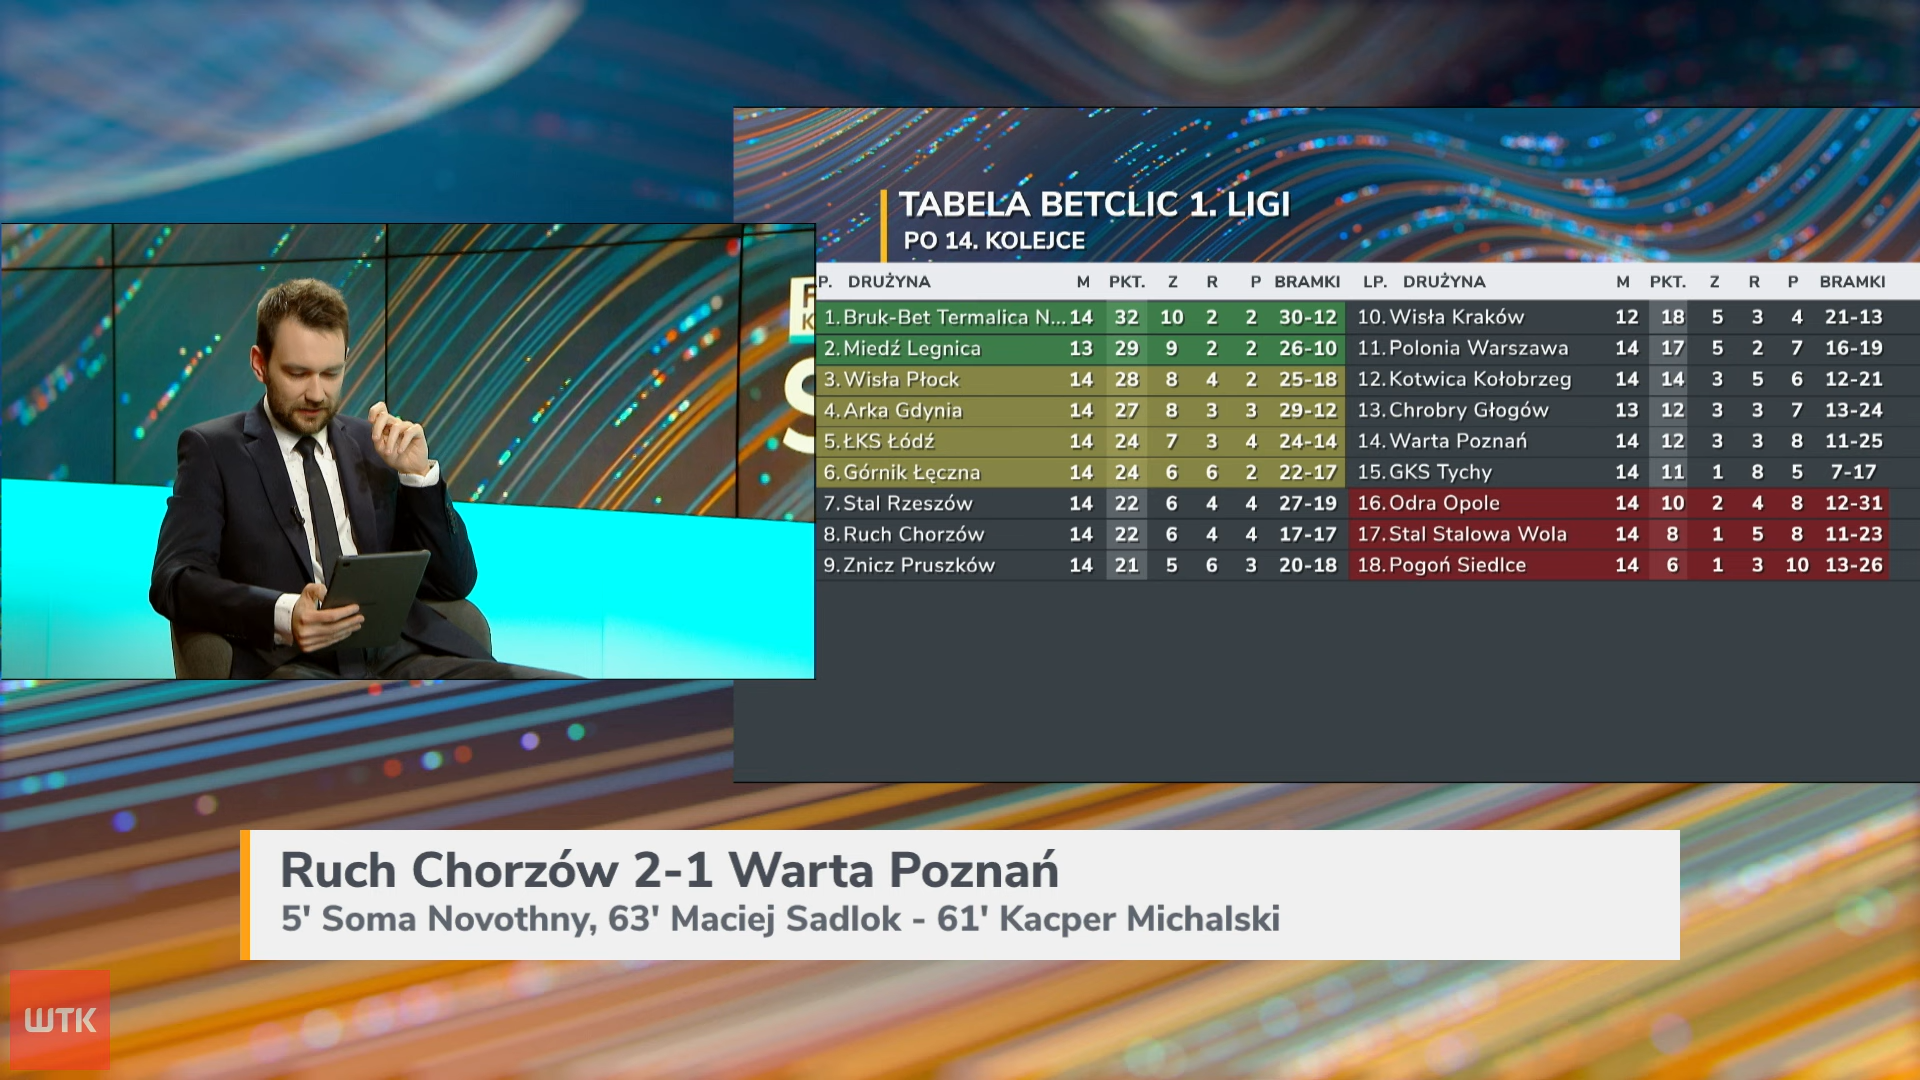 TABELA BETCLIC 1. LIGI
PO 14. KOLEJCE
P. DRUŻYNA M PKT. Z R P BRAMKI LP. DRUŻYNA M PKT. Z R P BRAMKI
1. Bruk-Bet Termalica N... 14 32 10 2 2 30-12
2. Miedź Legnica 13 29 9 2 2 26-10
3. Wisła Płock 14 28 8 4 2 25-18
4. Arka Gdynia 14 27 8 3 3 29-12
5. ŁKS Łódź 14 24 7 3 4 24-14
6. Górnik Łęczna 14 24 6 6 2 22-17
7. Stal Rzeszów 14 22 6 4 4 27-19
8. Ruch Chorzów 14 22 6 4 4 17-17
9. Znicz Pruszków 14 21 5 6 3 20-18
10. Wisła Kraków 12 18 5 3 4 21-13
11. Polonia Warszawa 14 17 5 2 7 16-19
12. Kotwica Kołobrzeg 14 14 3 5 6 12-21
13. Chrobry Głogów 13 12 3 3 7 13-24
14. Warta Poznań 14 12 3 3 8 11-25
15. GKS Tychy 14 11 1 8 5 7-17
16. Odra Opole 14 10 2 4 8 12-31
17. Stal Stalowa Wola 14 8 1 5 8 11-23
18. Pogoń Siedlce 14 6 1 3 10 13-26
Ruch Chorzów 2-1 Warta Poznań
5' Soma Novothny, 63' Maciej Sadlok - 61' Kacper Michalski
WTK